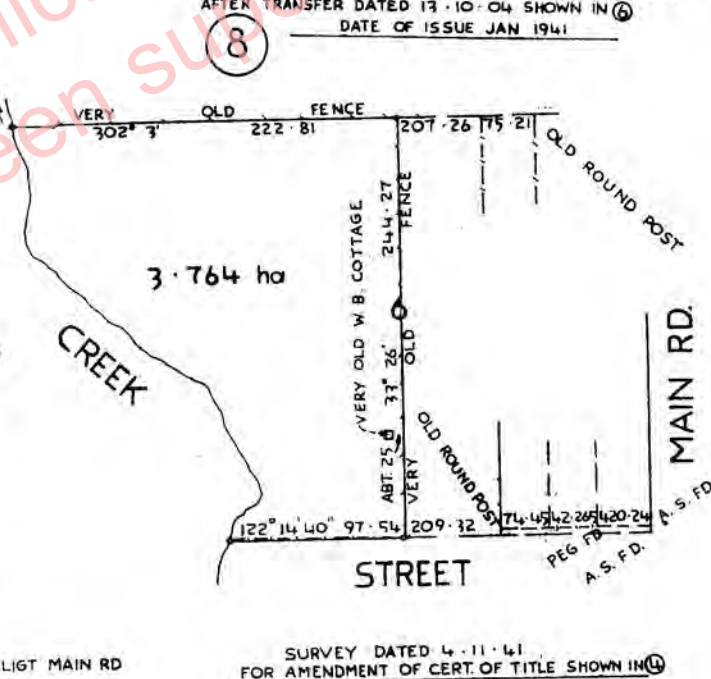 AFTER TRANSFER DATED 13·10·04 SHOWN IN 6
DATE OF ISSUE JAN 1941
8
VERY OLD FENCE
302° 3' 222·81 207·26 75·21
OLD ROUND POST
244·27
FENCE
VERY OLD W. B. COTTAGE
3·764 ha
CREEK
33° 26'
OLD
VERY
ABT. 25
OLD ROUND POST
MAIN RD.
122° 14' 40" 97·54 209·32 74·45 42·265 420·24
PEG FD
A. S. FD.
A. S. FD
STREET
LIGT MAIN RD
SURVEY DATED 4·11·41
FOR AMENDMENT OF CERT. OF TITLE SHOWN IN 4